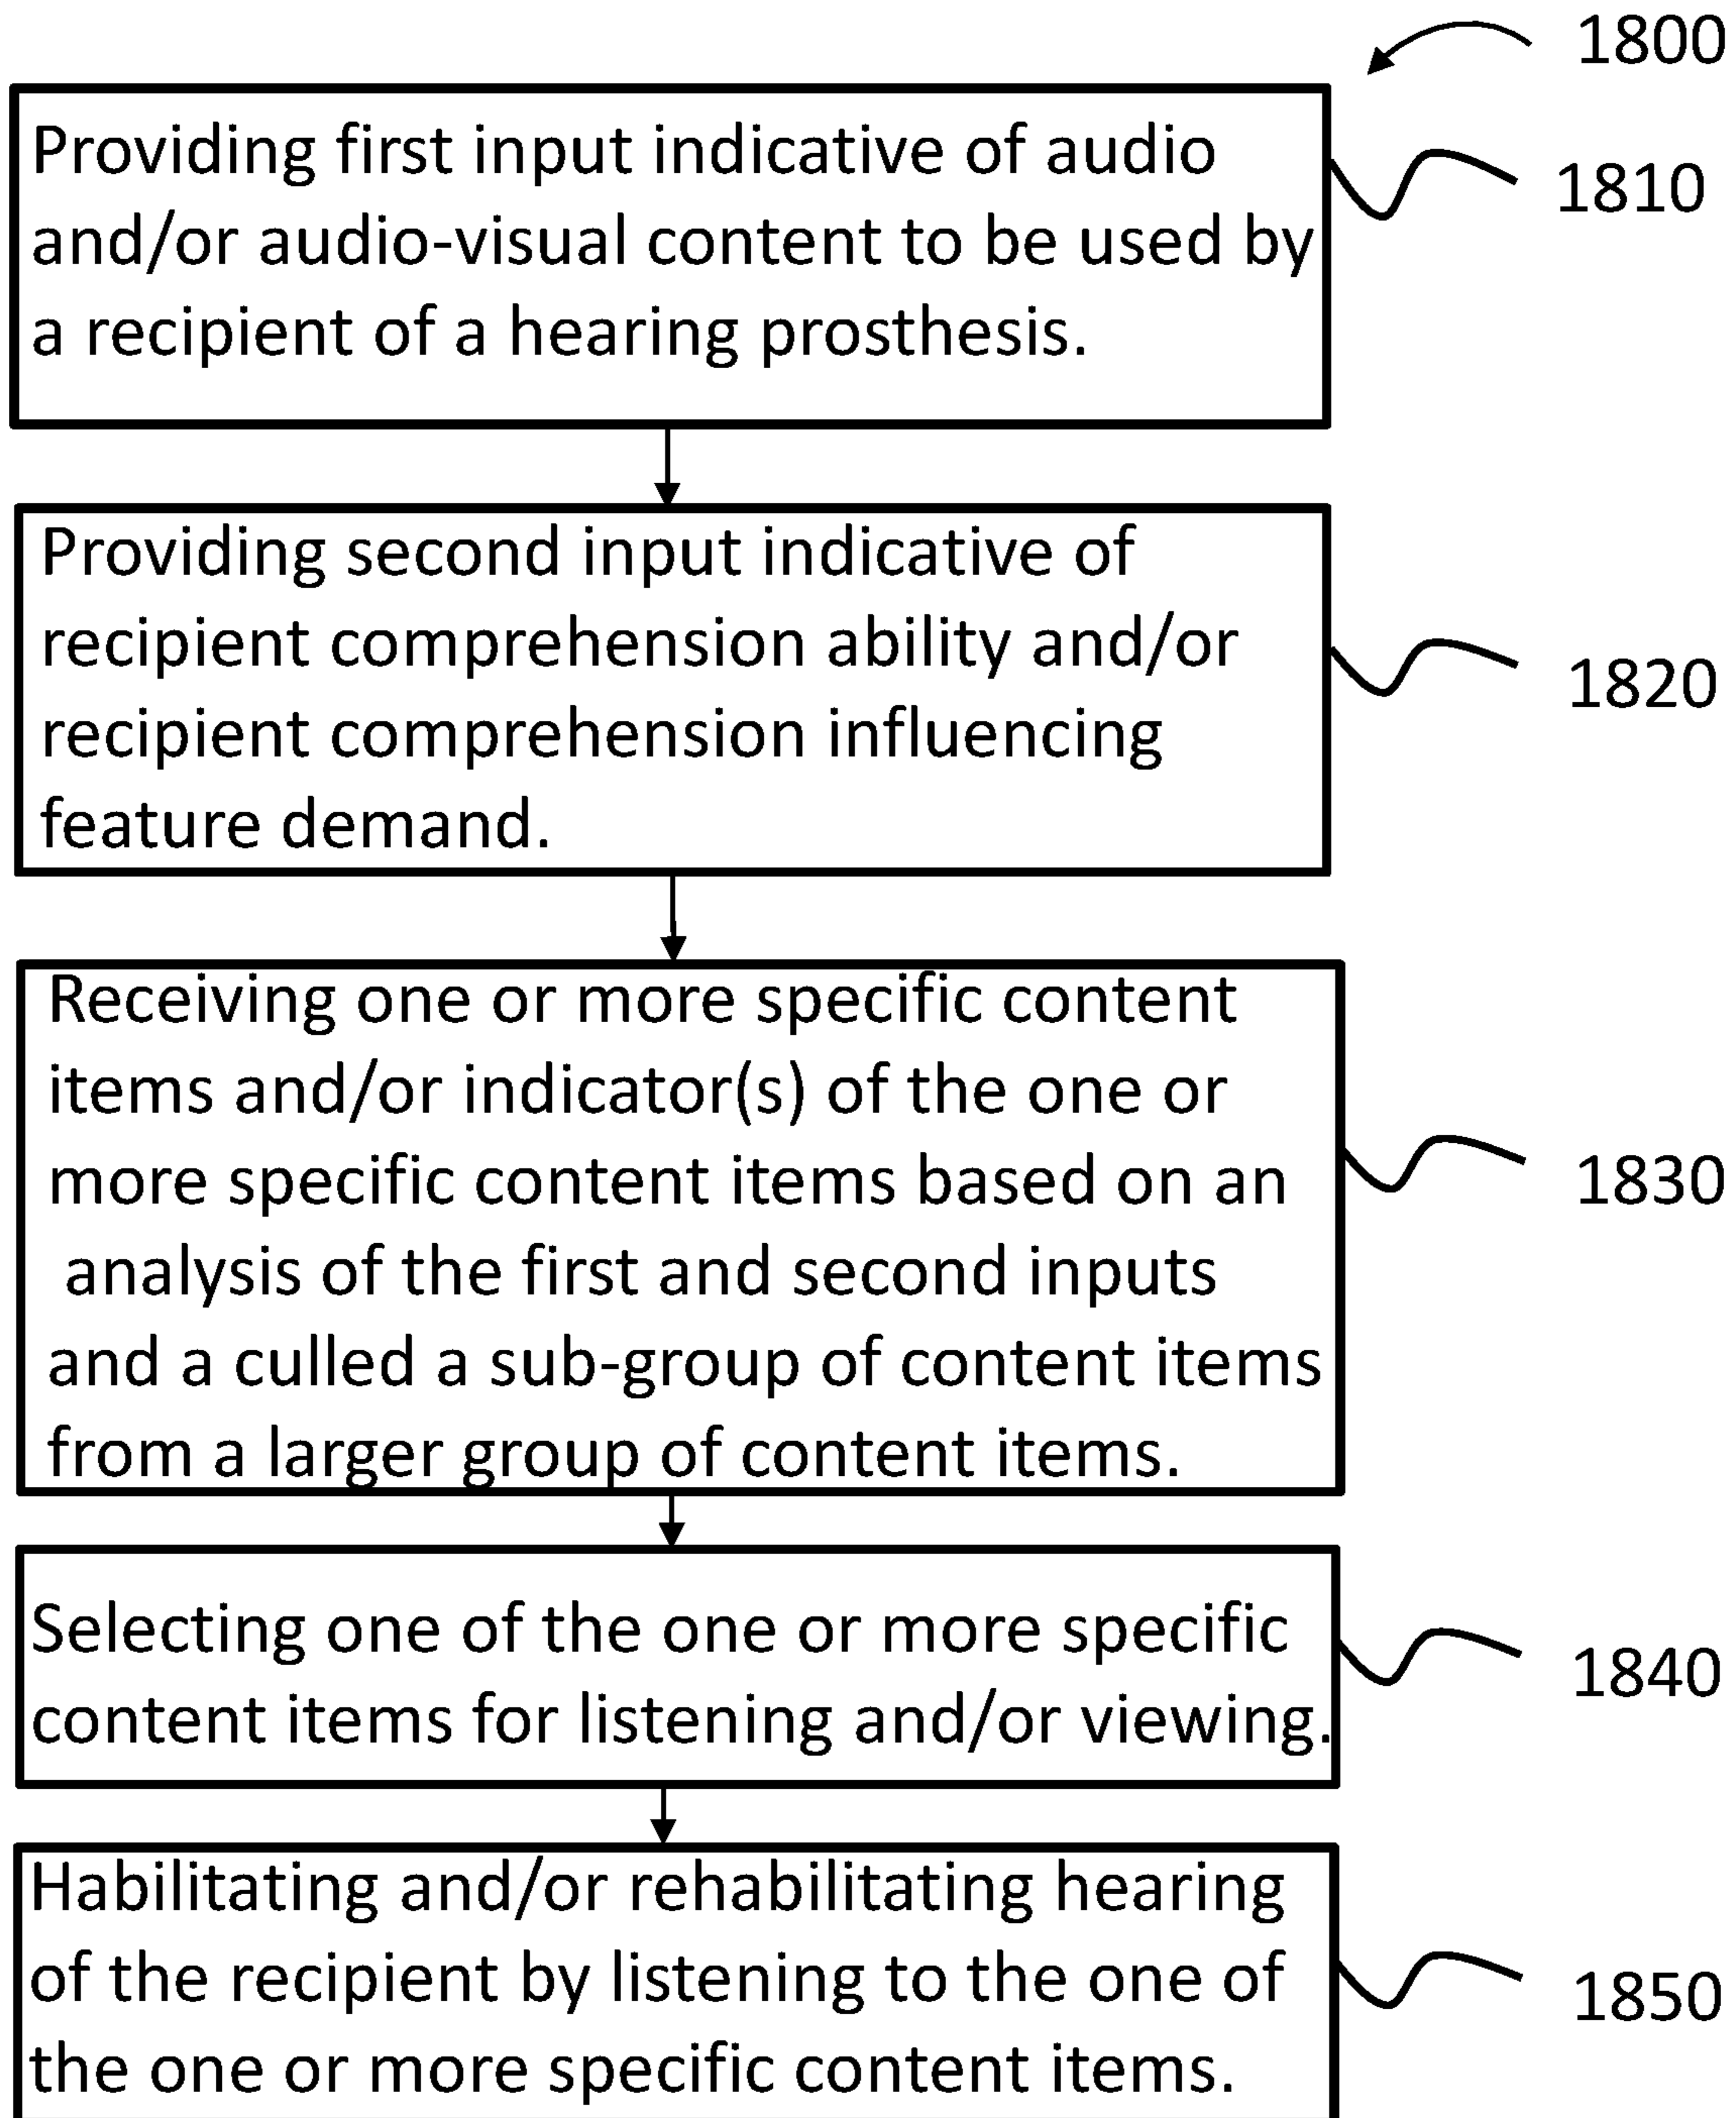 1800
Providing first input indicative of audio
and/or audio-visual content to be used by
a recipient of a hearing prosthesis.
1810
Providing second input indicative of
recipient comprehension ability and/or
recipient comprehension influencing
feature demand.
1820
Receiving one or more specific content
items and/or indicator(s) of the one or
more specific content items based on an
analysis of the first and second inputs
and a culled a sub-group of content items
from a larger group of content items.
1830
Selecting one of the one or more specific
content items for listening and/or viewing.
1840
Habilitating and/or rehabilitating hearing
of the recipient by listening to the one of
the one or more specific content items.
1850